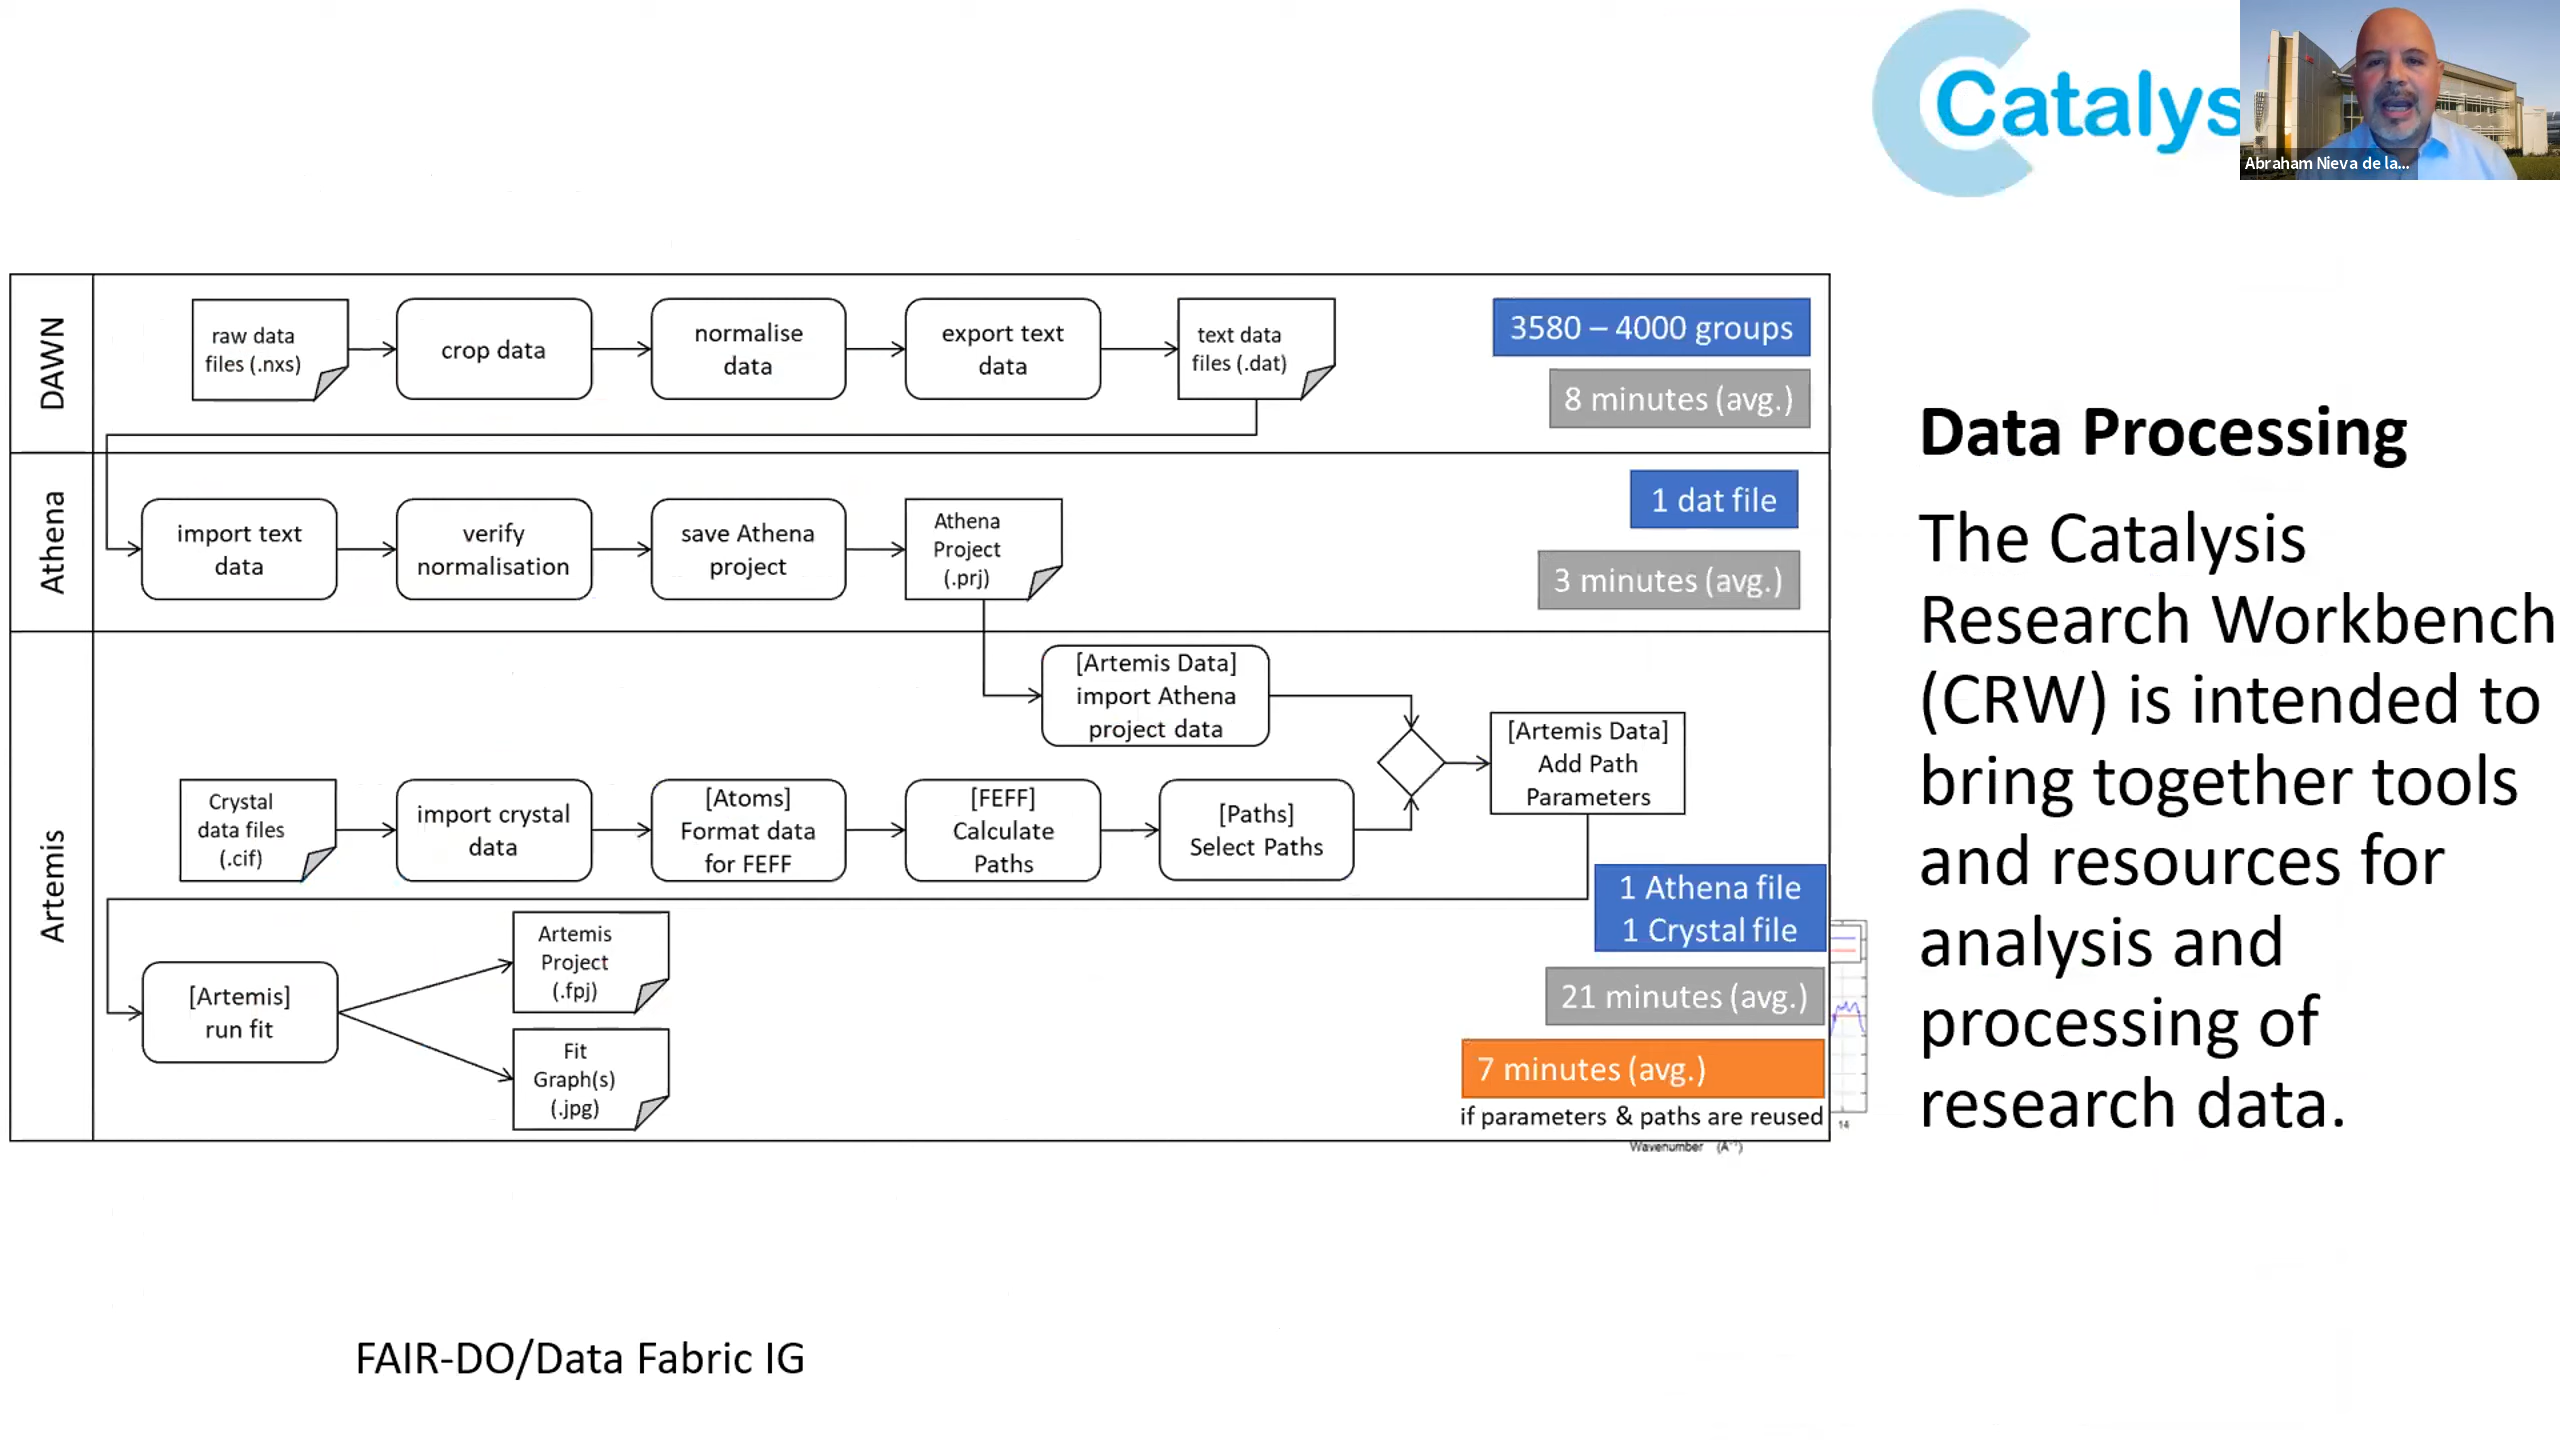 Catalys
Abraham Nieva de la...
DAWN
raw data
files (.nxs)
crop data
normalise
data
export text
data
text data
files (.dat)
3580 – 4000 groups
8 minutes (avg.)
Athena
import text
data
verify
normalisation
save Athena
project
Athena
Project
(.prj)
1 dat file
3 minutes (avg.)
Artemis
[Artemis Data]
import Athena
project data
[Artemis Data]
Add Path
Parameters
Crystal
data files
(.cif)
import crystal
data
[Atoms]
Format data
for FEFF
[FEFF]
Calculate
Paths
[Paths]
Select Paths
1 Athena file
1 Crystal file
[Artemis]
run fit
Artemis
Project
(.fpj)
Fit
Graph(s)
(.jpg)
21 minutes (avg.)
7 minutes (avg.)
if parameters & paths are reused
14
Wavenumber (Å⁻¹)
Data Processing
The Catalysis
Research Workbench
(CRW) is intended to
bring together tools
and resources for
analysis and
processing of
research data.
FAIR-DO/Data Fabric IG